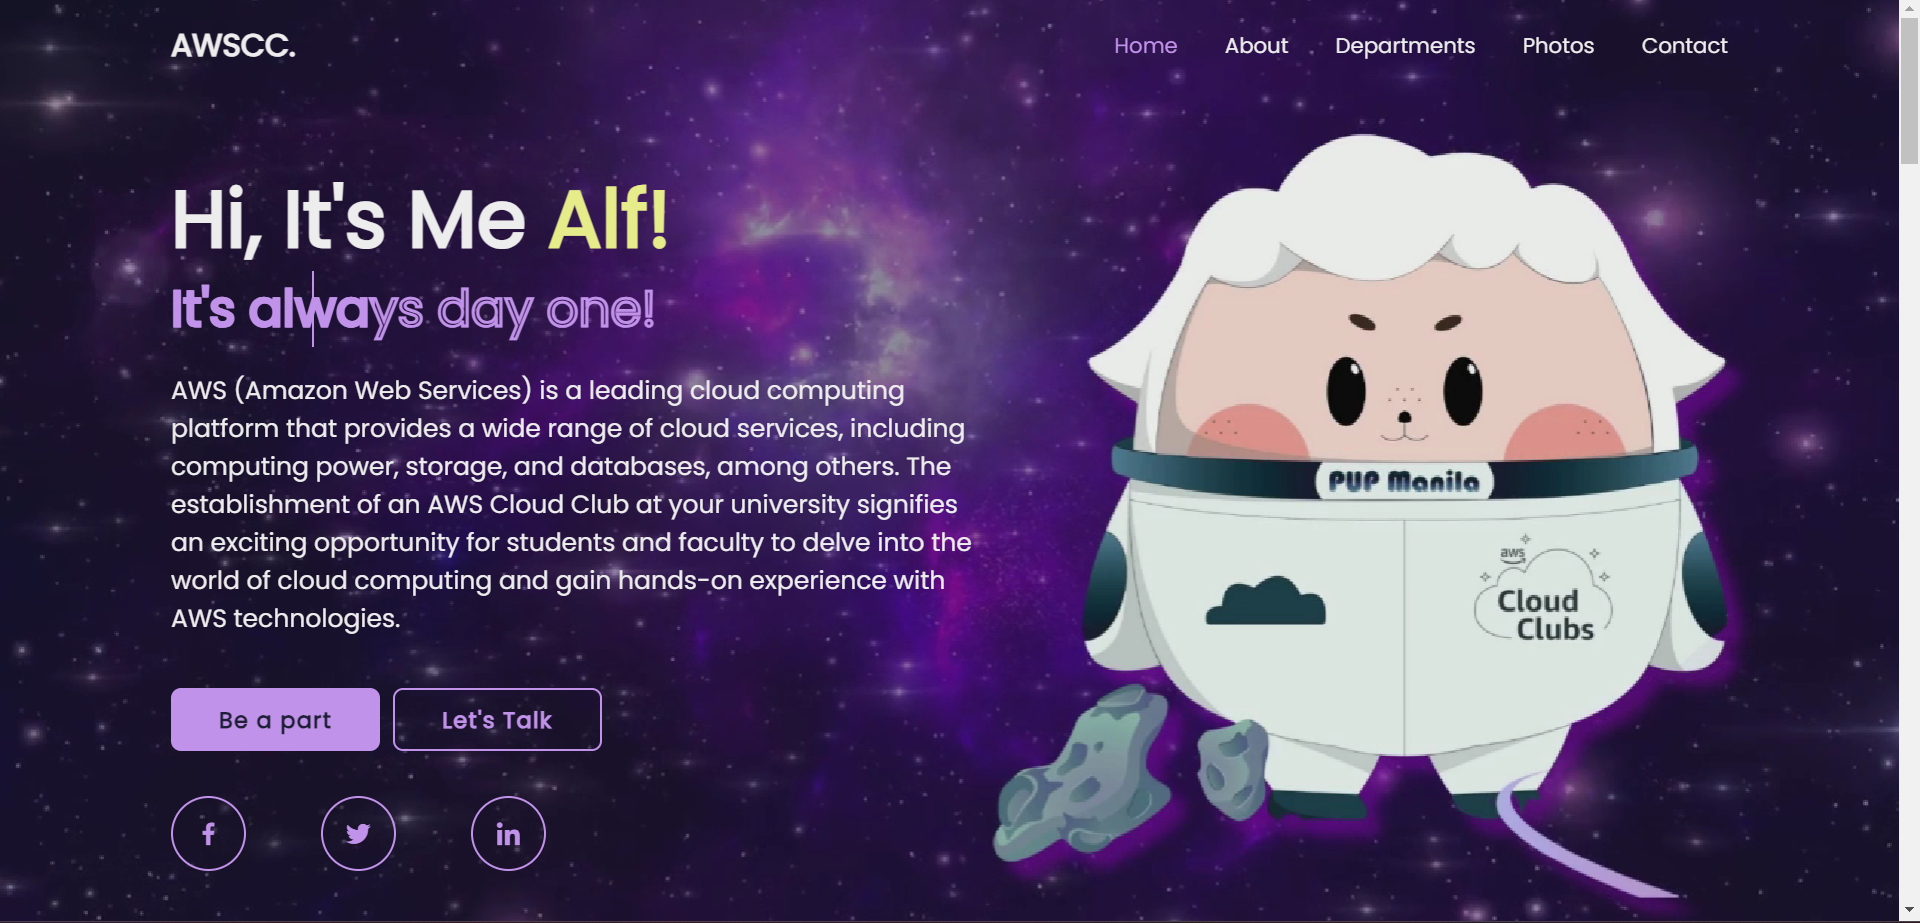 AWSCC.
Home About Departments Photos Contact
Hi, It's Me Alf!
It's always day one!
AWS (Amazon Web Services) is a leading cloud computing
platform that provides a wide range of cloud services, including
computing power, storage, and databases, among others. The
establishment of an AWS Cloud Club at your university signifies
an exciting opportunity for students and faculty to delve into the
world of cloud computing and gain hands-on experience with
AWS technologies.
Be a part
Let's Talk
PUP Manila
aws
Cloud
Clubs